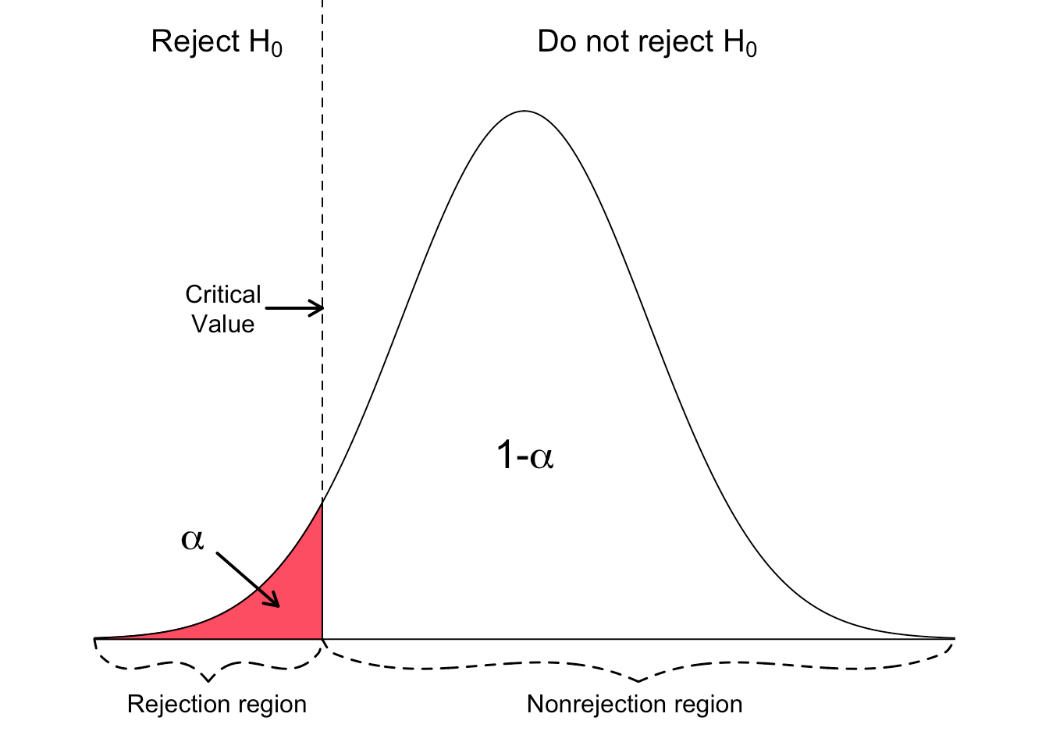 Reject H₀
Do not reject H₀
Critical
Value
1-α
α
Rejection region
Nonrejection region